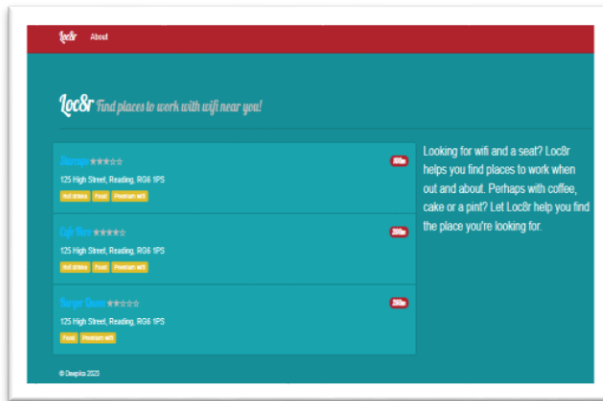 Loc8r About
Loc8r Find places to work with wifi near you!
Starcups
125 High Street, Reading, RG6 1PS
Hot drinks Food Premium wifi
Looking for wifi and a seat? Loc8r
helps you find places to work when
out and about. Perhaps with coffee,
cake or a pint? Let Loc8r help you find
the place you're looking for.
Cafe Hero
125 High Street, Reading, RG6 1PS
Hot drinks Food Premium wifi
Burger Queen
125 High Street, Reading, RG6 1PS
Food Premium wifi
© Deepika 2023